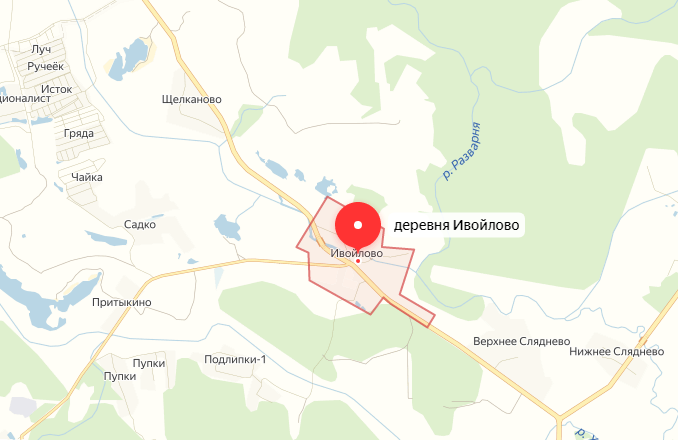 Луч
Ручеёк
Исток
ционалист
Щелканово
Гряда
р. Разварня
Чайка
Садко
деревня Ивойлово
Ивойлово
Притыкино
Верхнее Сляднево
Нижнее Сляднево
Подлипки-1
Пупки
Пупки